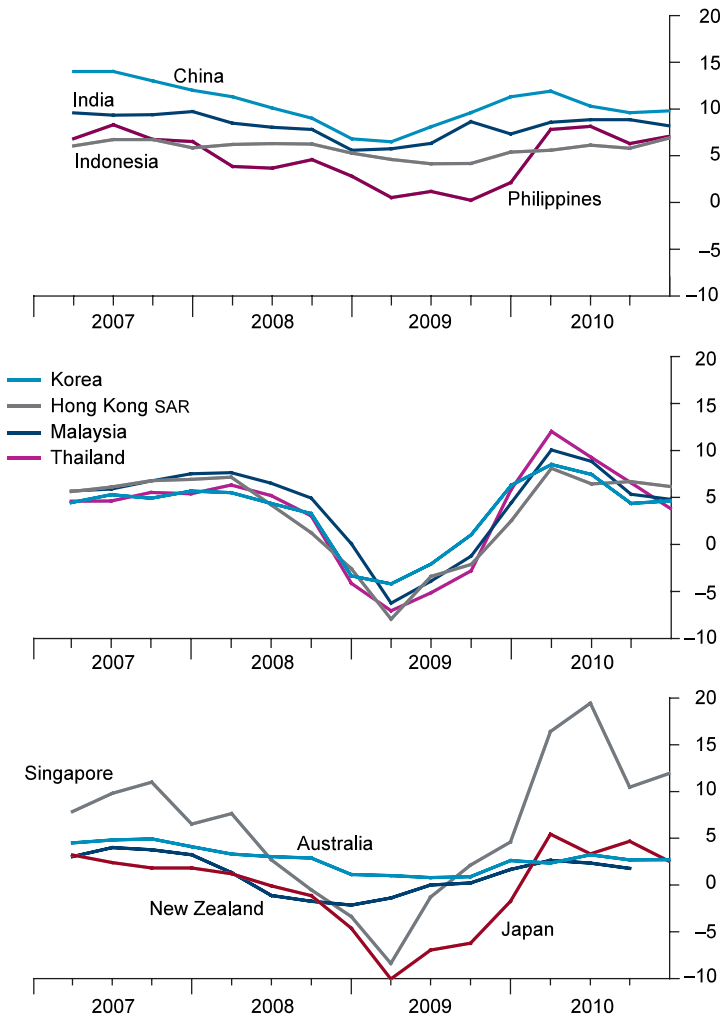 20
15
China
India
10
5
Indonesia
Philippines
0
–5
–10
2007 2008 2009 2010
20
Korea
15
Hong Kong SAR
Malaysia
10
Thailand
5
0
–5
–10
2007 2008 2009 2010
20
15
Singapore
10
Australia
5
New Zealand
0
Japan
–5
–10
2007 2008 2009 2010